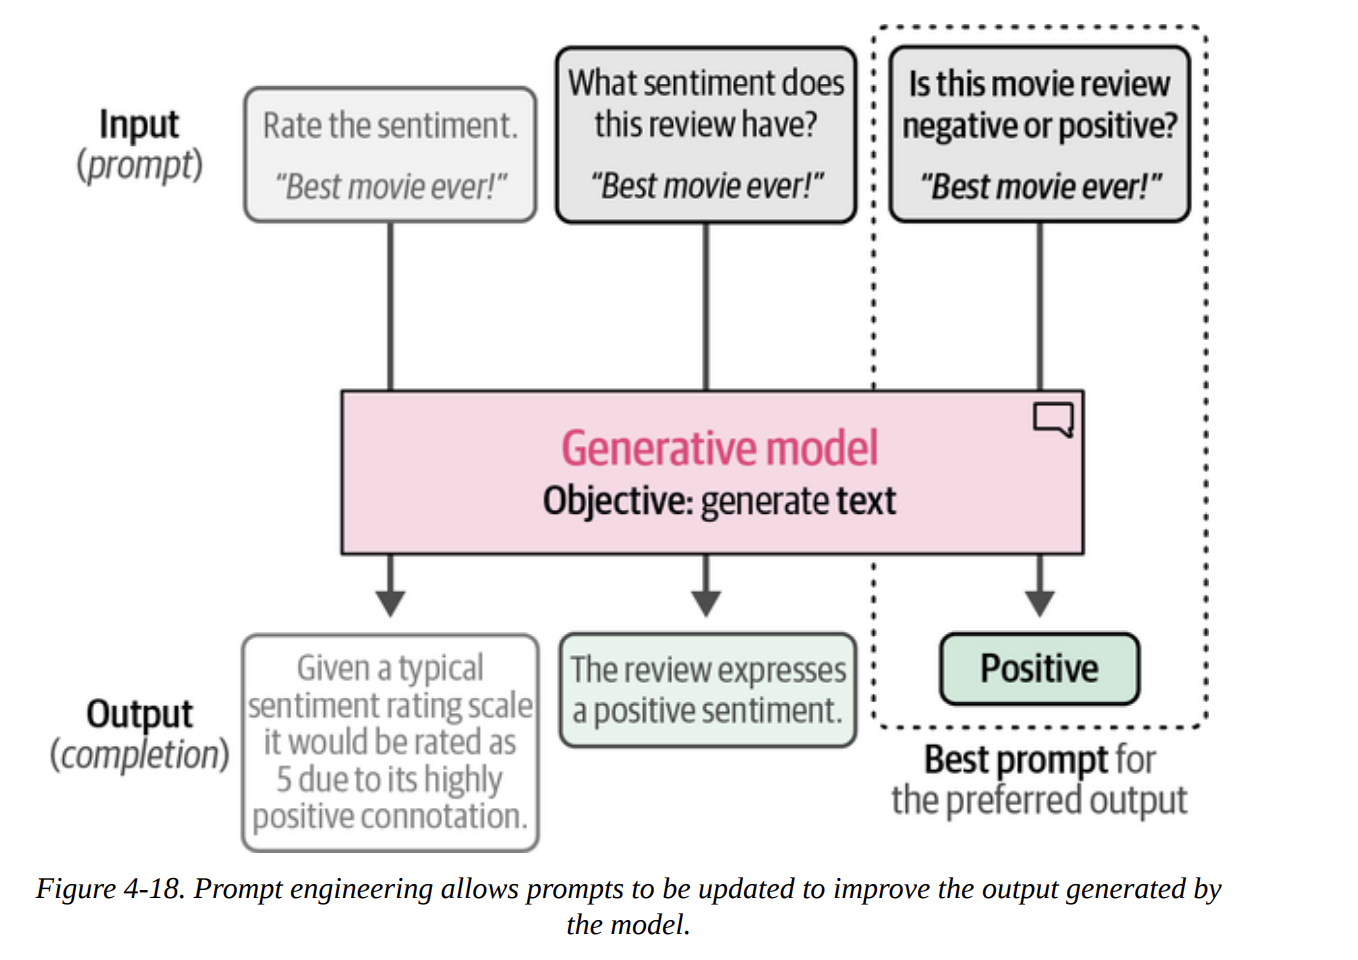 Input
(prompt)
Rate the sentiment.
“Best movie ever!”
What sentiment does
this review have?
“Best movie ever!”
Is this movie review
negative or positive?
“Best movie ever!”
Generative model
Objective: generate text
Output
(completion)
Given a typical
sentiment rating scale
it would be rated as
5 due to its highly
positive connotation.
The review expresses
a positive sentiment.
Positive
Best prompt for
the preferred output
Figure 4-18. Prompt engineering allows prompts to be updated to improve the output generated by
the model.